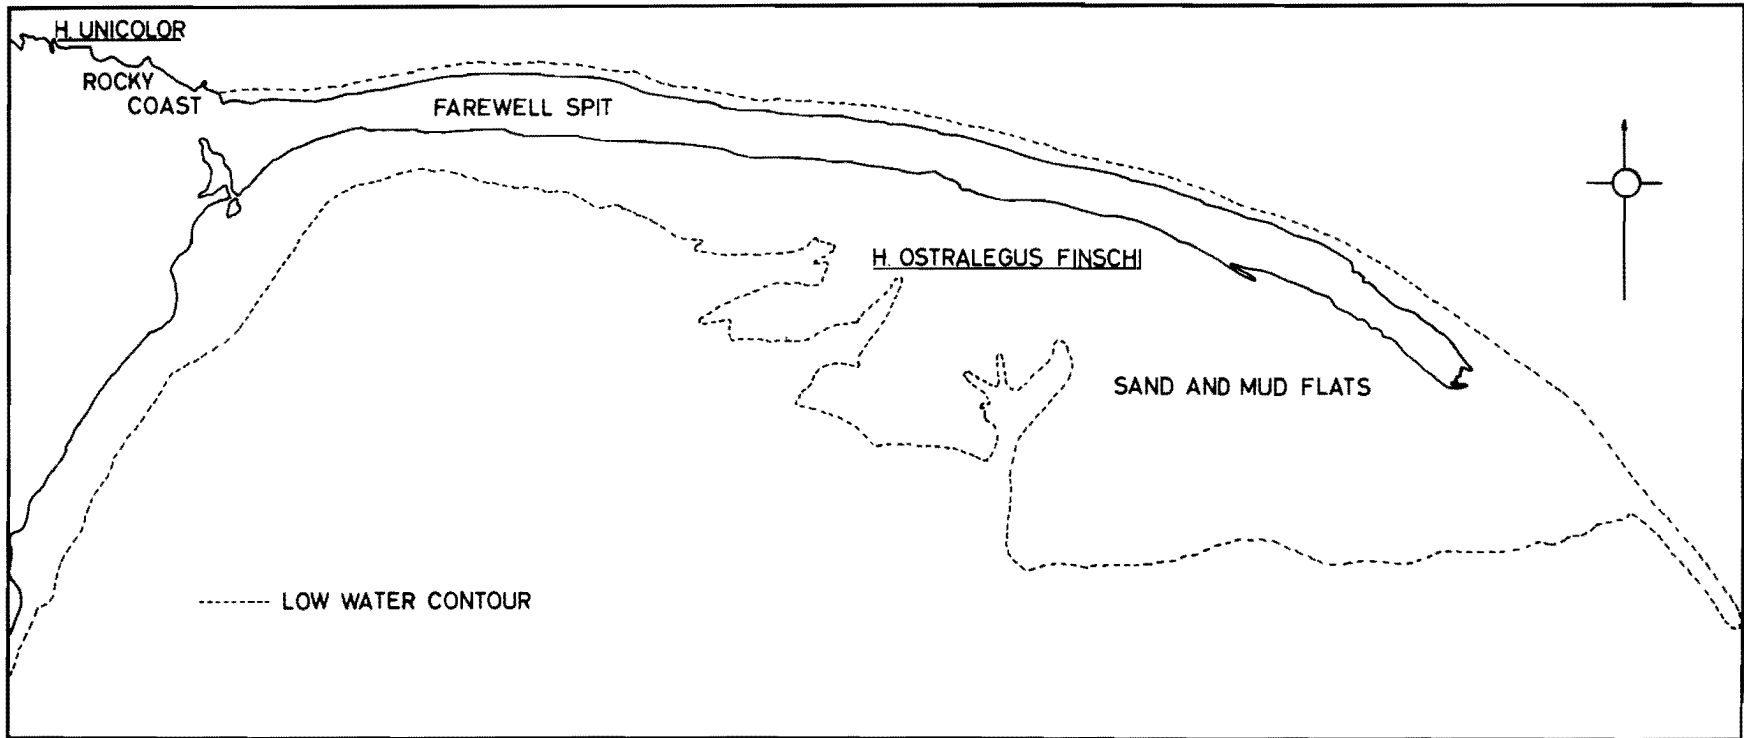 H. UNICOLOR
ROCKY
COAST
FAREWELL SPIT
H. OSTRALEGUS FINSCHI
SAND AND MUD FLATS
LOW WATER CONTOUR